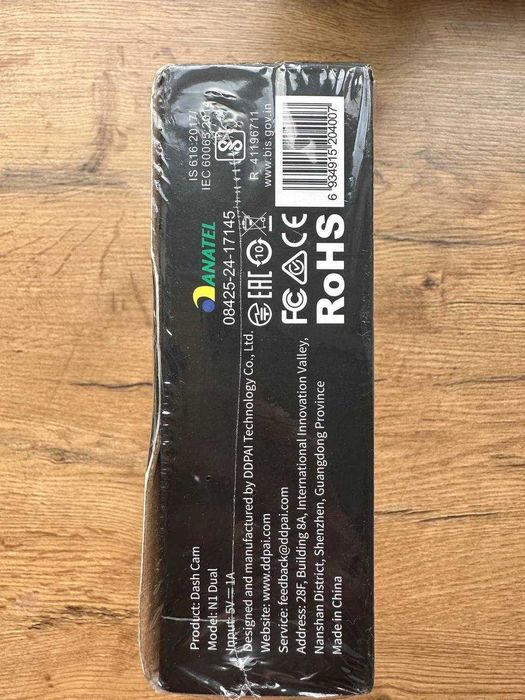 Product: Dash Cam
Model: N1 Dual
Input: 5V⎓1A
Designed and manufactured by DDPAI Technology Co., Ltd.
Website: www.ddpai.com
Service: feedback@ddpai.com
Address: 28F, Building 8A, International Innovation Valley,
Nanshan District, Shenzhen, Guangdong Province
Made in China
ANATEL
08425-24-17145
EAC 10
FC CE
RoHS
IS 616:2017/
IEC 60065:
R-41196711
www.bis.gov.in
6 934915 204007